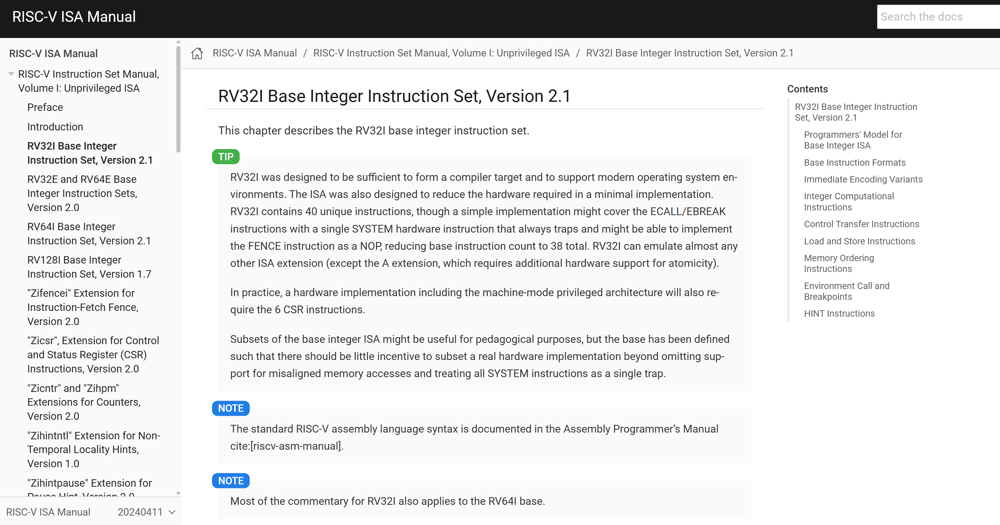 RISC-V ISA Manual
Search the docs
RISC-V ISA Manual
RISC-V Instruction Set Manual,
Volume I: Unprivileged ISA
Preface
Introduction
RV32I Base Integer
Instruction Set, Version 2.1
RV32E and RV64E Base
Integer Instruction Sets,
Version 2.0
RV64I Base Integer
Instruction Set, Version 2.1
RV128I Base Integer
Instruction Set, Version 1.7
"Zifencei" Extension for
Instruction-Fetch Fence,
Version 2.0
"Zicsr", Extension for Control
and Status Register (CSR)
Instructions, Version 2.0
"Zicntr" and "Zihpm"
Extensions for Counters,
Version 2.0
"Zihintntl" Extension for Non-
Temporal Locality Hints,
Version 1.0
"Zihintpause" Extension for
Pause Hint, Version 2.0
RISC-V ISA Manual 20240411
RISC-V ISA Manual / RISC-V Instruction Set Manual, Volume I: Unprivileged ISA / RV32I Base Integer Instruction Set, Version 2.1
RV32I Base Integer Instruction Set, Version 2.1
This chapter describes the RV32I base integer instruction set.
TIP
RV32I was designed to be sufficient to form a compiler target and to support modern operating system en-
vironments. The ISA was also designed to reduce the hardware required in a minimal implementation.
RV32I contains 40 unique instructions, though a simple implementation might cover the ECALL/EBREAK
instructions with a single SYSTEM hardware instruction that always traps and might be able to implement
the FENCE instruction as a NOP, reducing base instruction count to 38 total. RV32I can emulate almost any
other ISA extension (except the A extension, which requires additional hardware support for atomicity).
In practice, a hardware implementation including the machine-mode privileged architecture will also re-
quire the 6 CSR instructions.
Subsets of the base integer ISA might be useful for pedagogical purposes, but the base has been defined
such that there should be little incentive to subset a real hardware implementation beyond omitting sup-
port for misaligned memory accesses and treating all SYSTEM instructions as a single trap.
NOTE
The standard RISC-V assembly language syntax is documented in the Assembly Programmer’s Manual
cite:[riscv-asm-manual].
NOTE
Most of the commentary for RV32I also applies to the RV64I base.
Contents
RV32I Base Integer Instruction
Set, Version 2.1
Programmers' Model for
Base Integer ISA
Base Instruction Formats
Immediate Encoding Variants
Integer Computational
Instructions
Control Transfer Instructions
Load and Store Instructions
Memory Ordering
Instructions
Environment Call and
Breakpoints
HINT Instructions